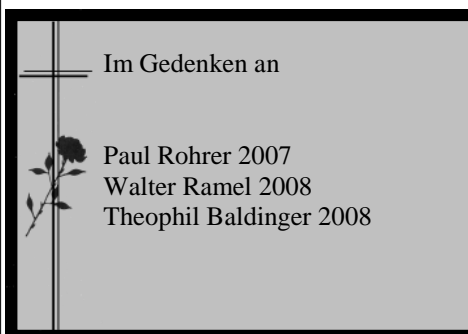 Im Gedenken an
Paul Rohrer 2007
Walter Ramel 2008
Theophil Baldinger 2008